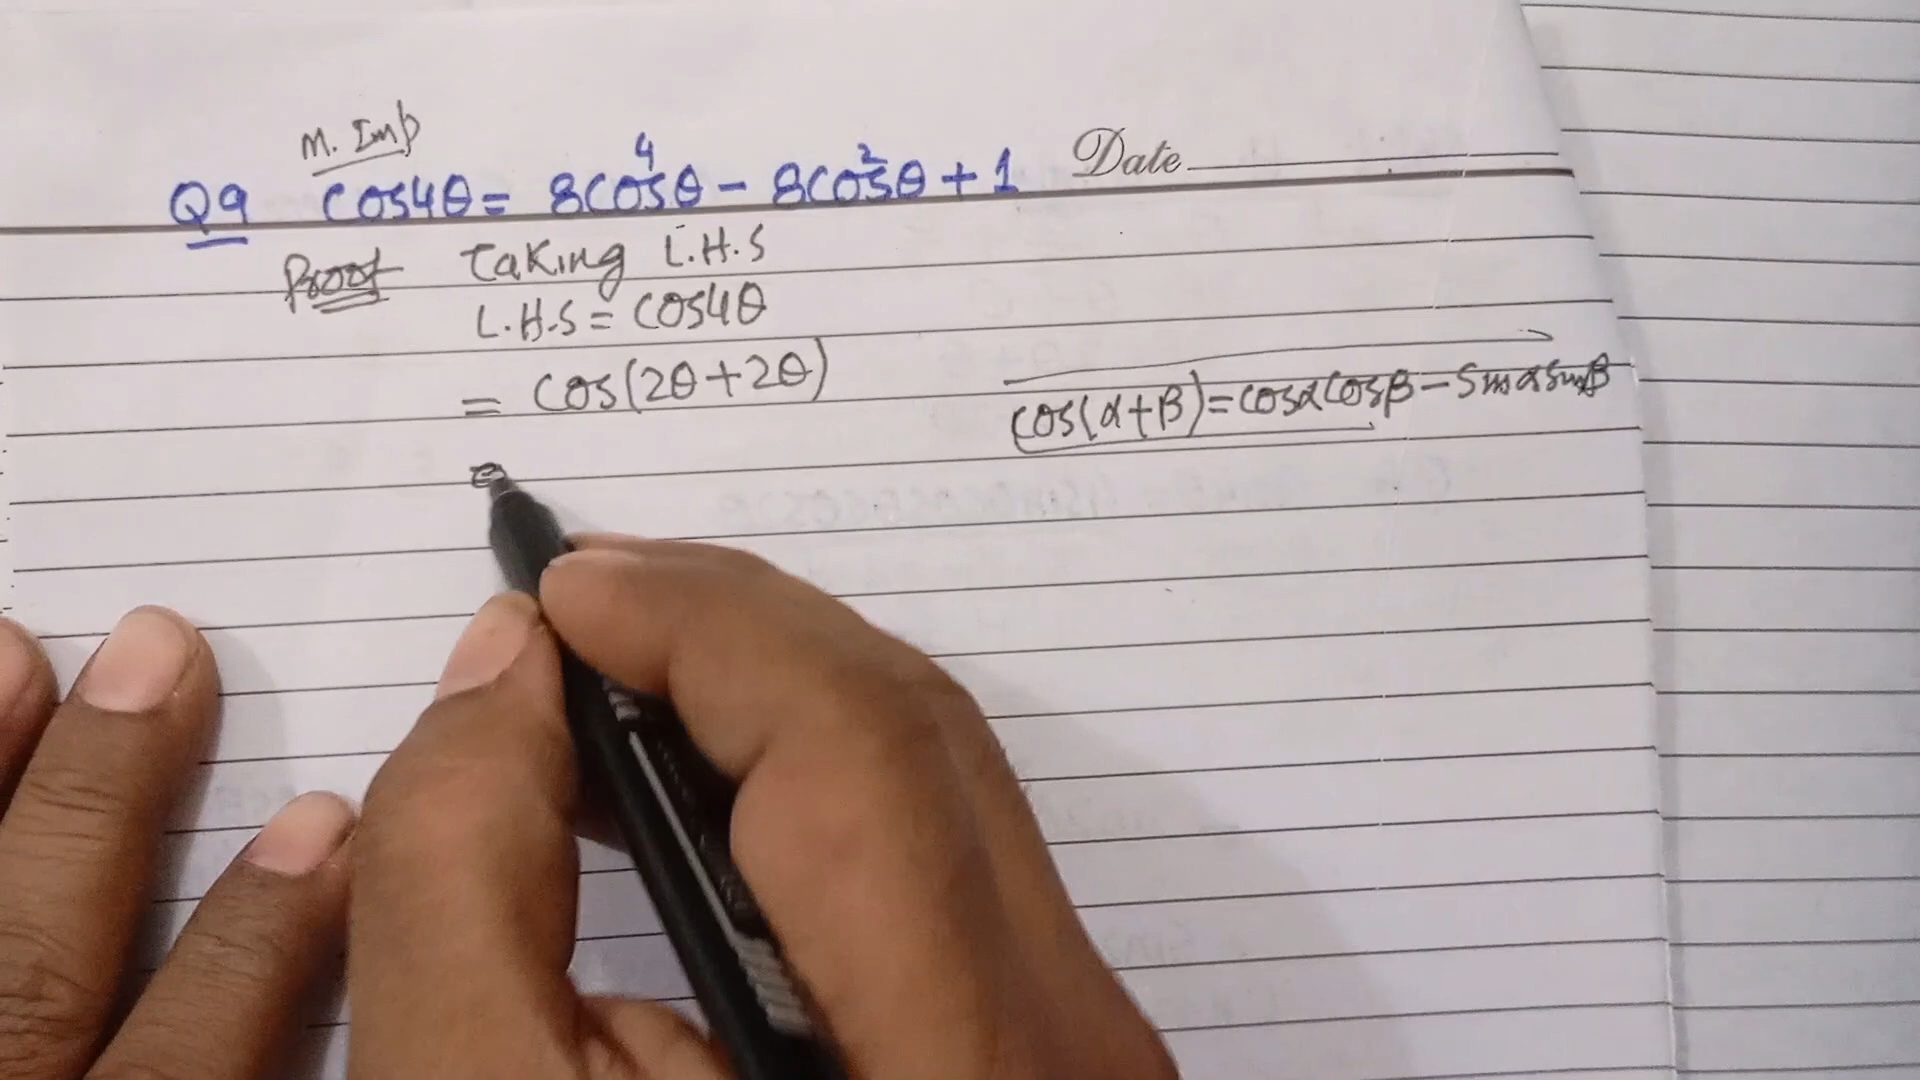 M. Imp
Q9 cos4θ = 8cos⁴θ - 8cos²θ + 1
Date
Proof Taking L.H.S
L.H.S = cos4θ
= cos(2θ+2θ)
cos(α+β)=cosαcosβ-sinαsinβ
=